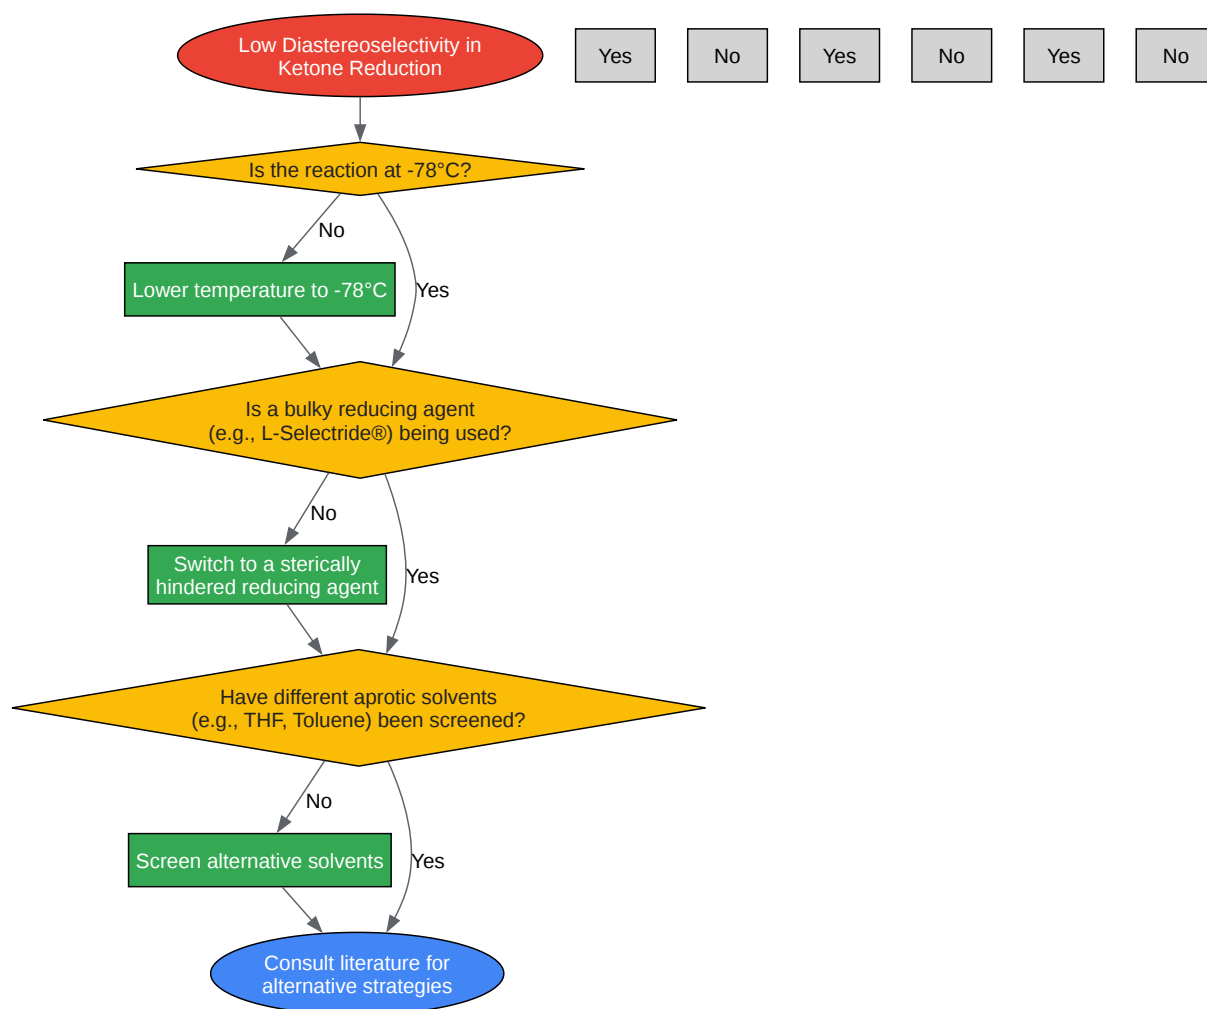 Low Diastereoselectivity in
Ketone Reduction
Yes
No
Yes
No
Yes
No
Is the reaction at -78°C?
No
Lower temperature to -78°C
Yes
Is a bulky reducing agent
(e.g., L-Selectride®) being used?
No
Switch to a sterically
hindered reducing agent
Yes
Have different aprotic solvents
(e.g., THF, Toluene) been screened?
No
Screen alternative solvents
Yes
Consult literature for
alternative strategies